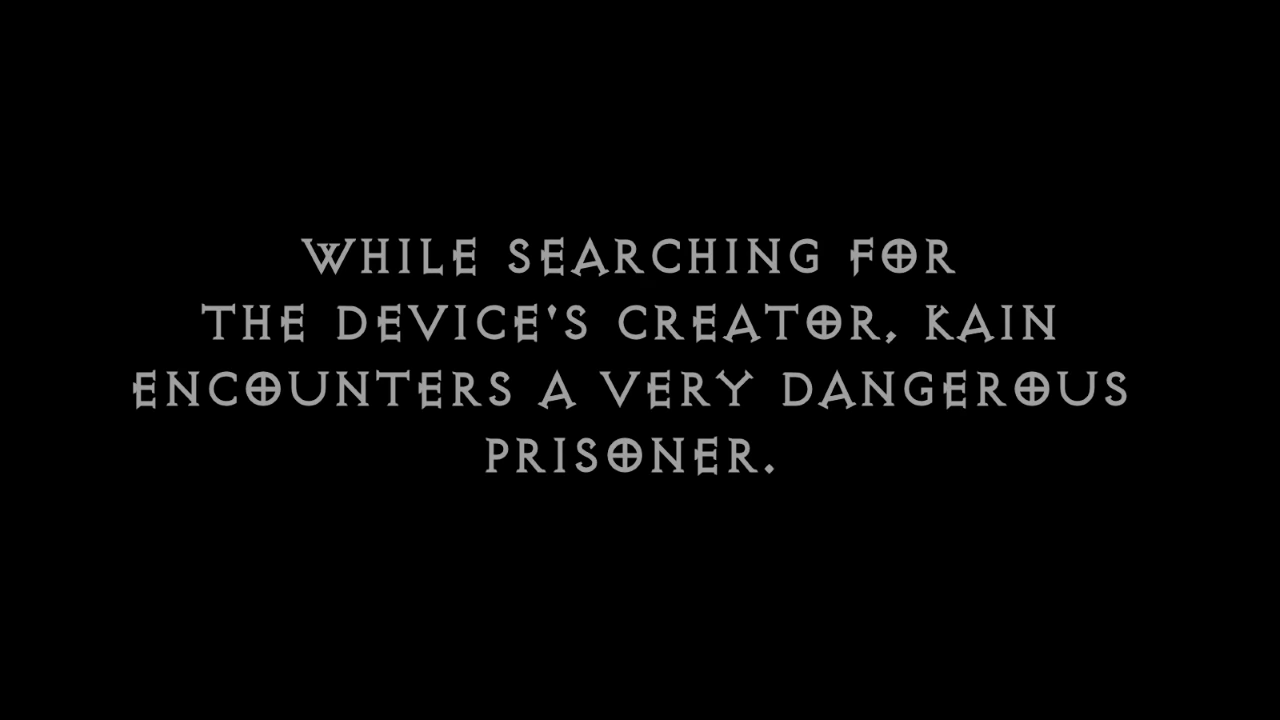 WHILE SEARCHING FOR
THE DEVICE'S CREATOR, KAIN
ENCOUNTERS A VERY DANGEROUS
PRISONER.